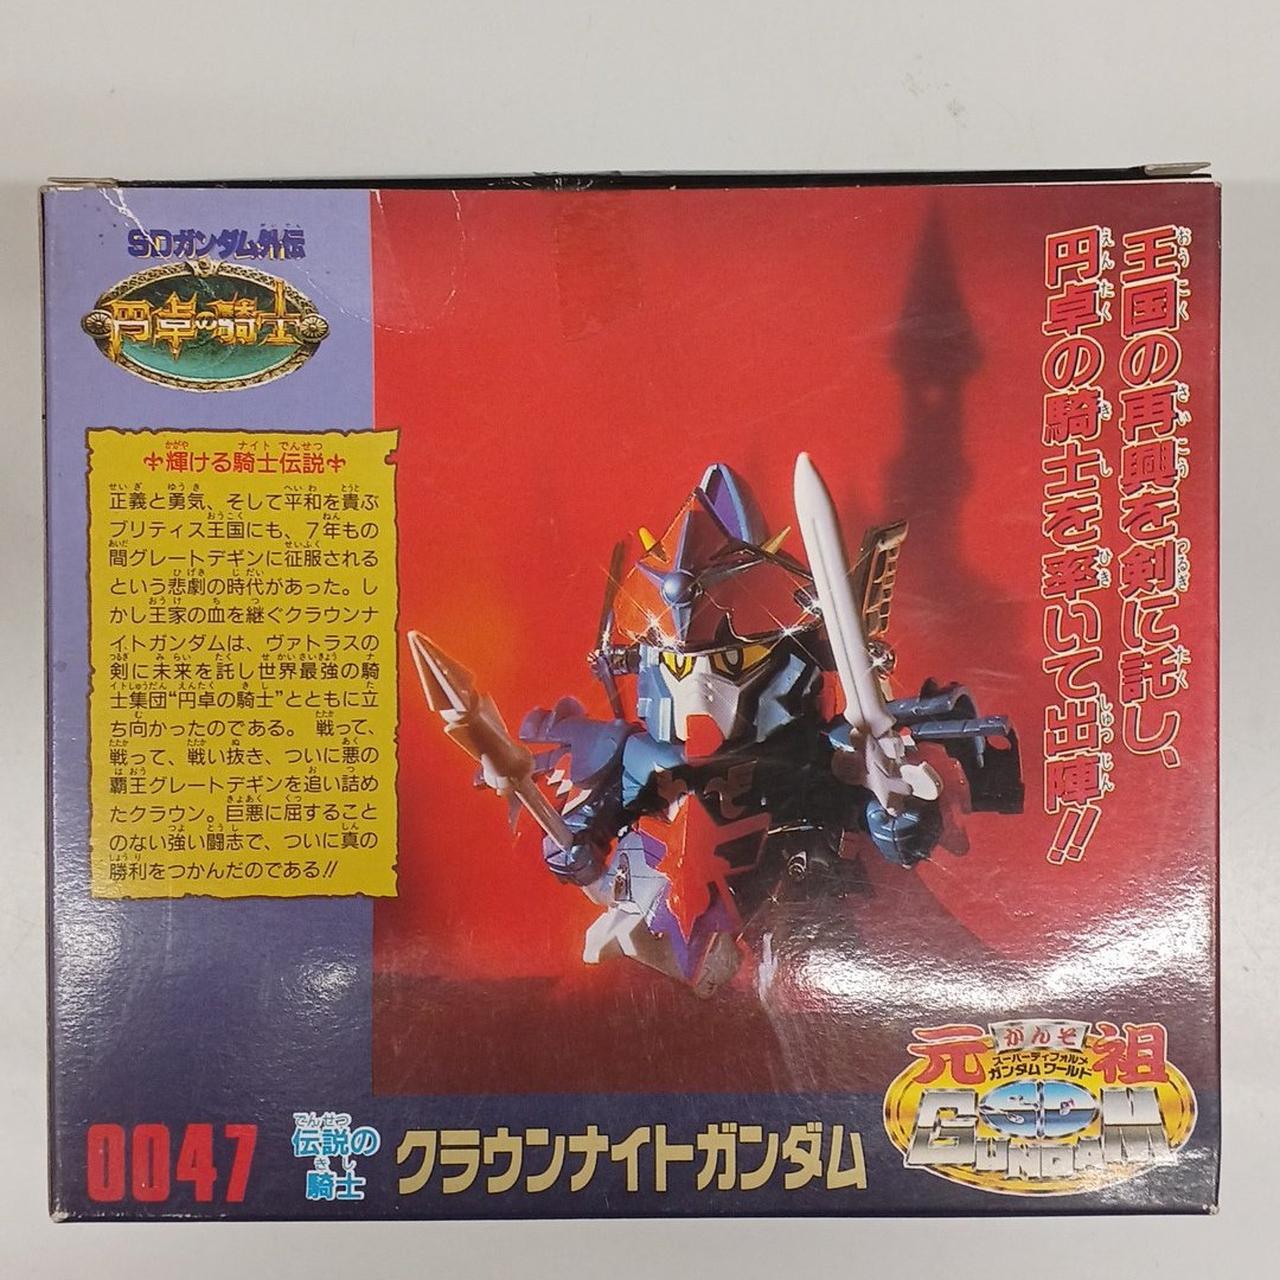 SDガンダム外伝
円卓の騎士
輝ける騎士伝説
正義と勇気、そして平和を貴ぶ
ブリティス王国にも、7年もの
間グレートデギンに征服される
という悲劇の時代があった。し
かし王家の血を継ぐクラウンナ
イトガンダムは、ヴァトラスの
剣に未来を託し世界最強の騎
士集団“円卓の騎士”とともに立
ち向かったのである。戦って、
戦って、戦い抜き、ついに悪の
覇王グレートデギンを追い詰め
たクラウン。巨悪に屈すること
のない強い闘志で、ついに真の
勝利をつかんだのである!!
王国の再興を剣に託し、
円卓の騎士を率いて出陣!!
元祖
がんそ
スーパーディフォルメ
ガンダムワールド
SD
GUNDAM
0047
伝説の
騎士
クラウンナイトガンダム